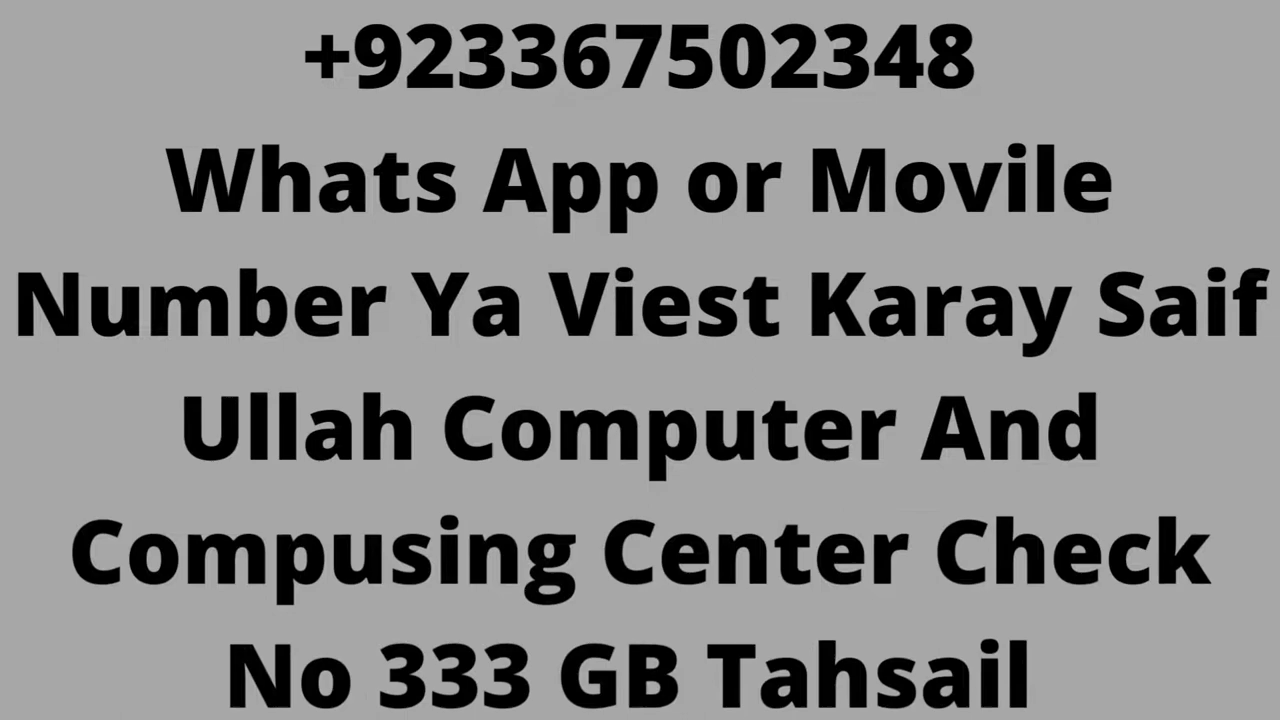 +923367502348
Whats App or Movile
Number Ya Viest Karay Saif
Ullah Computer And
Compusing Center Check
No 333 GB Tahsail